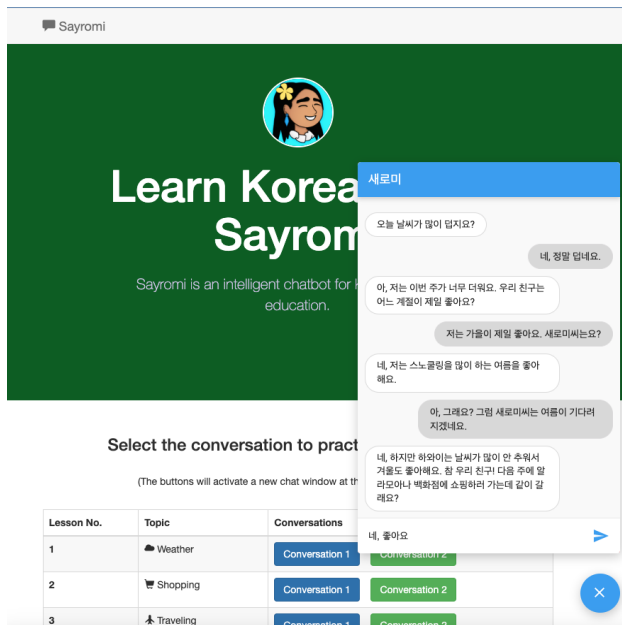 Sayromi
Learn Korea
Sayrom
Sayromi is an intelligent chatbot for
education.
새로미
오늘 날씨가 많이 덥지요?
네, 정말 덥네요.
아, 저는 이번 주가 너무 더워요. 우리 친구는
어느 계절이 제일 좋아요?
저는 가을이 제일 좋아요. 새로미씨는요?
네, 저는 스노쿨링을 많이 하는 여름을 좋아
해요.
아, 그래요? 그럼 새로미씨는 여름이 기다려
지겠네요.
네, 하지만 하와이는 날씨가 많이 안 추워서
겨울도 좋아해요. 참 우리 친구! 다음 주에 알
라모아나 백화점에 쇼핑하러 가는데 같이 갈
래요?
네, 좋아요
Select the conversation to pract
(The buttons will activate a new chat window at th
Lesson No. Topic Conversations
1 Weather Conversation 1 Conversation 2
2 Shopping Conversation 1 Conversation 2
3 Traveling Conversation 1 Conversation 2